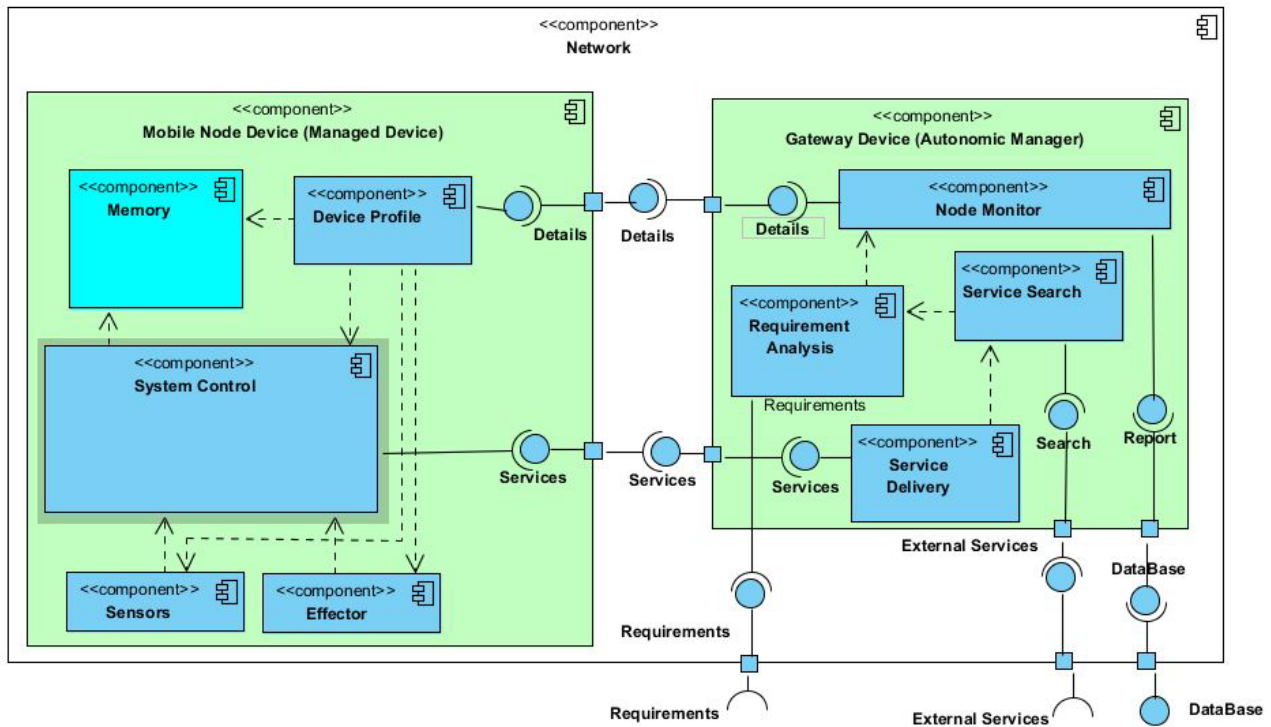 <<component>>
Network
<<component>>
Mobile Node Device (Managed Device)
<<component>>
Memory
<<component>>
Device Profile
Details
Details
<<component>>
System Control
Services
Services
<<component>>
Sensors
<<component>>
Effector
<<component>>
Gateway Device (Autonomic Manager)
<<component>>
Node Monitor
Details
<<component>>
Service Search
<<component>>
Requirement
Analysis
Requirements
Search
Report
<<component>>
Service
Delivery
Services
External Services
DataBase
Requirements
Requirements
External Services
DataBase